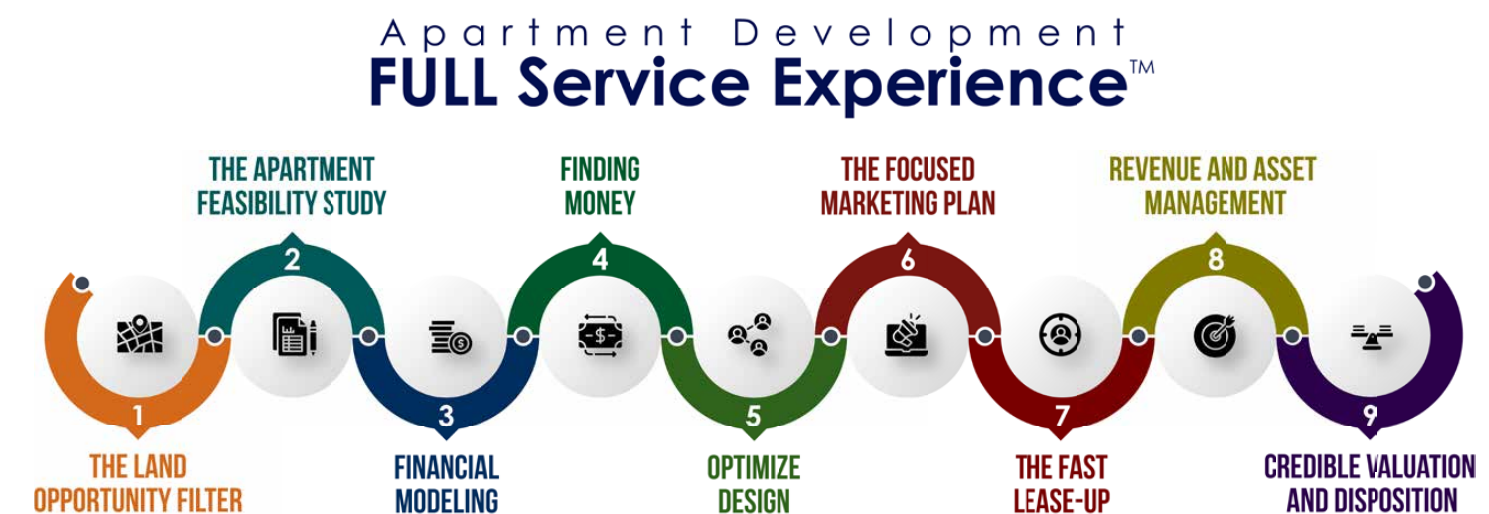 Apartment Development
FULL Service Experience™
THE APARTMENT
FEASIBILITY STUDY
FINDING
MONEY
THE FOCUSED
MARKETING PLAN
REVENUE AND ASSET
MANAGEMENT
2
4
6
8
$
$
1
3
5
7
9
THE LAND
OPPORTUNITY FILTER
FINANCIAL
MODELING
OPTIMIZE
DESIGN
THE FAST
LEASE-UP
CREDIBLE VALUATION
AND DISPOSITION